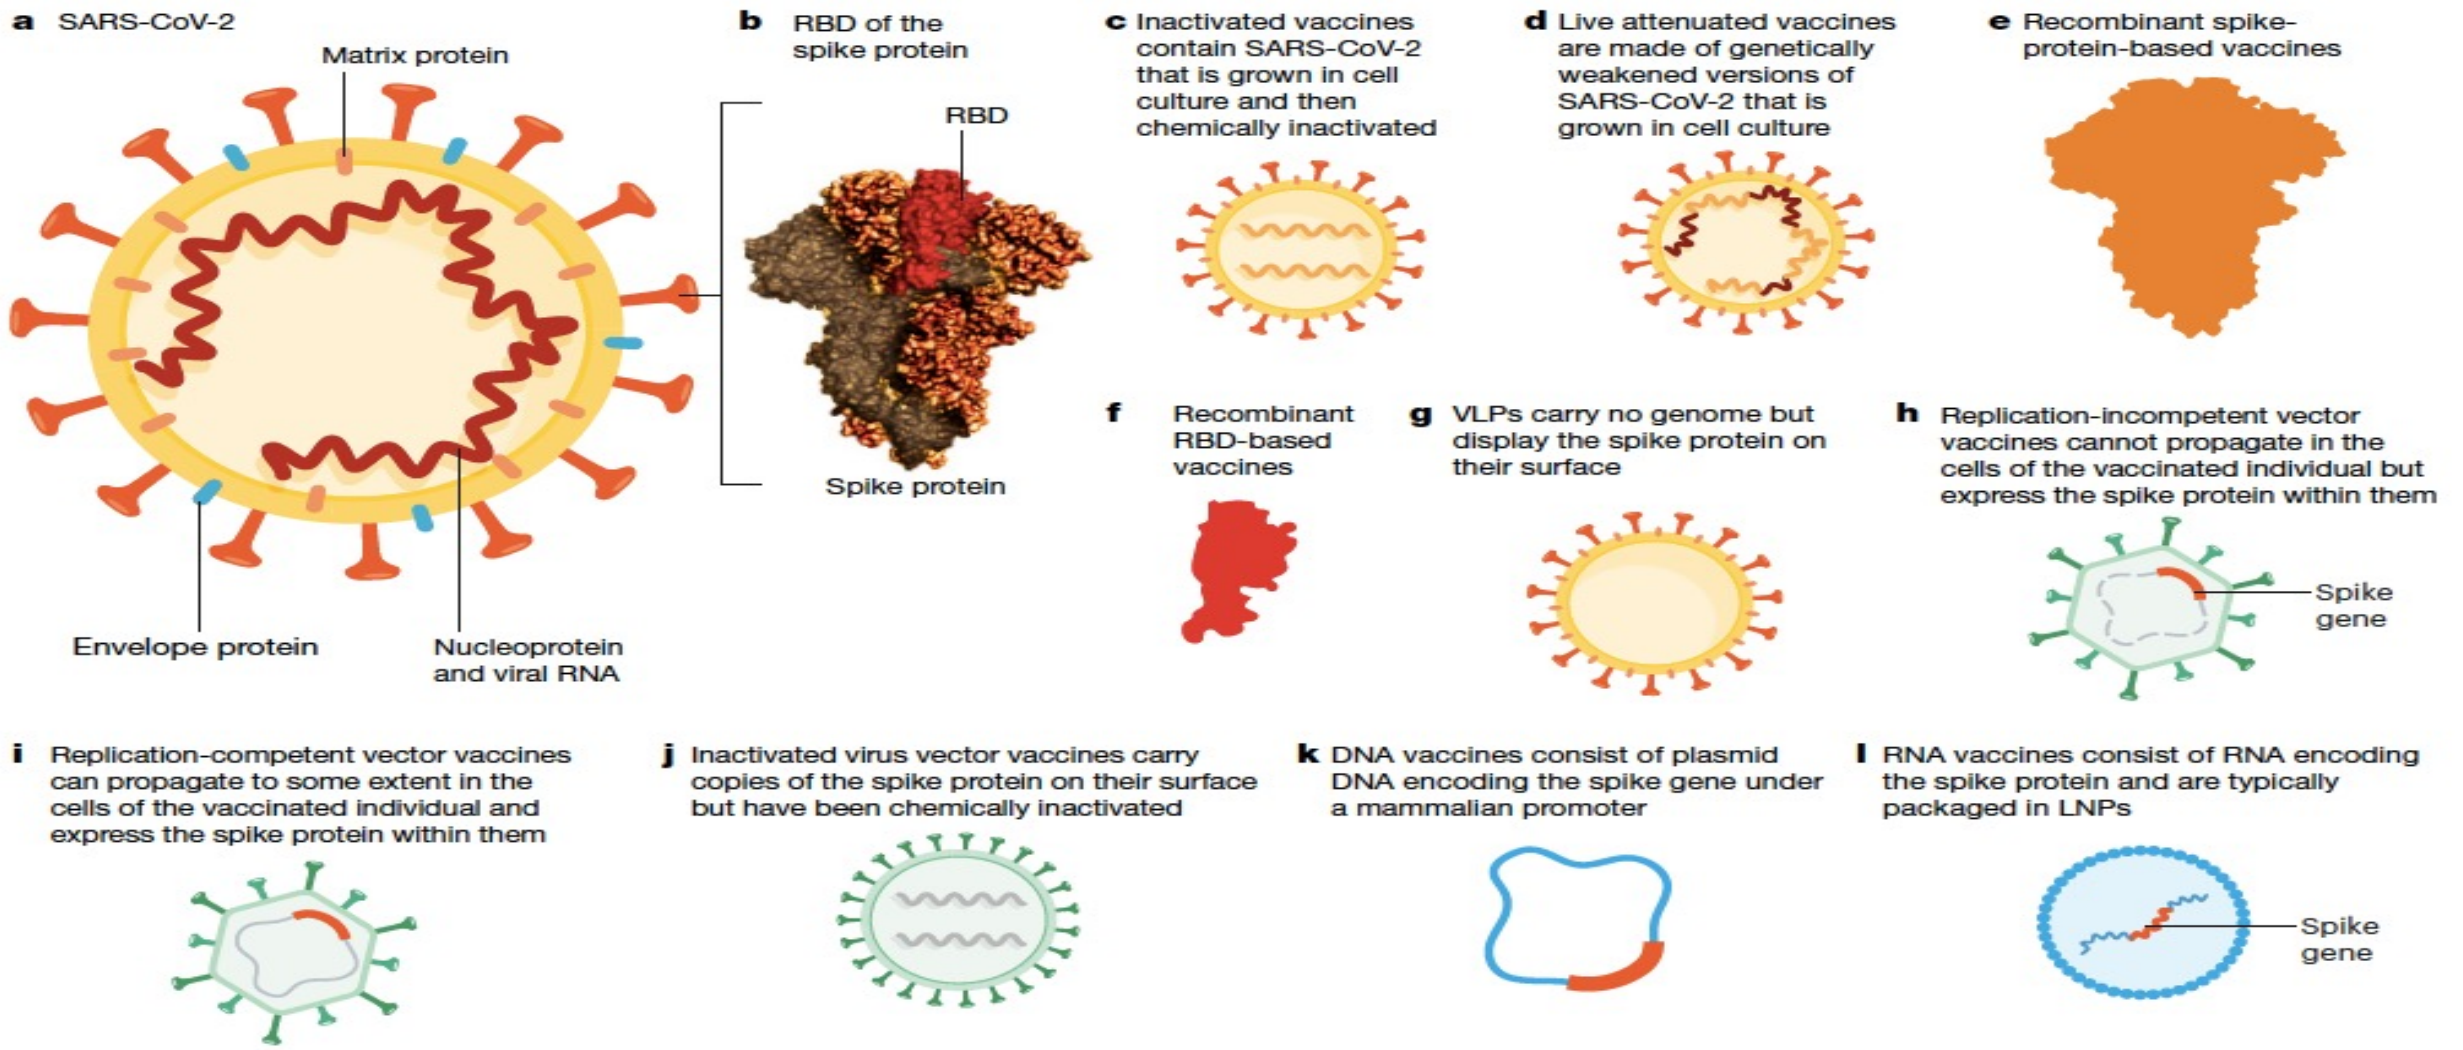 a SARS-CoV-2
Matrix protein
Envelope protein
Nucleoprotein
and viral RNA
b RBD of the
spike protein
RBD
Spike protein
c Inactivated vaccines
contain SARS-CoV-2
that is grown in cell
culture and then
chemically inactivated
d Live attenuated vaccines
are made of genetically
weakened versions of
SARS-CoV-2 that is
grown in cell culture
e Recombinant spike-
protein-based vaccines
f Recombinant
RBD-based
vaccines
g VLPs carry no genome but
display the spike protein on
their surface
h Replication-incompetent vector
vaccines cannot propagate in the
cells of the vaccinated individual but
express the spike protein within them
Spike
gene
i Replication-competent vector vaccines
can propagate to some extent in the
cells of the vaccinated individual and
express the spike protein within them
j Inactivated virus vector vaccines carry
copies of the spike protein on their surface
but have been chemically inactivated
k DNA vaccines consist of plasmid
DNA encoding the spike gene under
a mammalian promoter
l RNA vaccines consist of RNA encoding
the spike protein and are typically
packaged in LNPs
Spike
gene